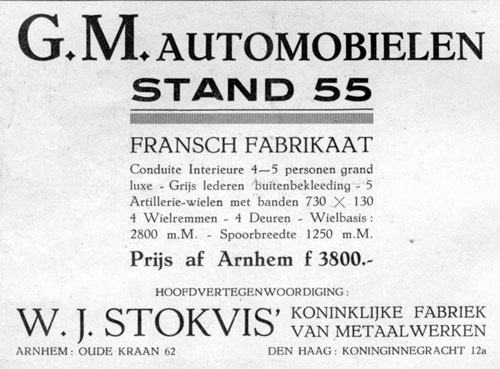 G.M. AUTOMOBIELEN
STAND 55
FRANSCH FABRIKAAT
Conduite Interieure 4—5 personen grand
luxe - Grijs lederen buitenbekleeding - 5
Artillerie-wielen met banden 730 × 130
4 Wielremmen - 4 Deuren - Wielbasis:
2800 m.M. - Spoorbreedte 1250 m.M.
Prijs af Arnhem f 3800.-
HOOFDVERTEGENWOORDIGING:
W. J. STOKVIS' KONINKLIJKE FABRIEK
VAN METAALWERKEN
ARNHEM: OUDE KRAAN 62 DEN HAAG: KONINGINNEGRACHT 12a